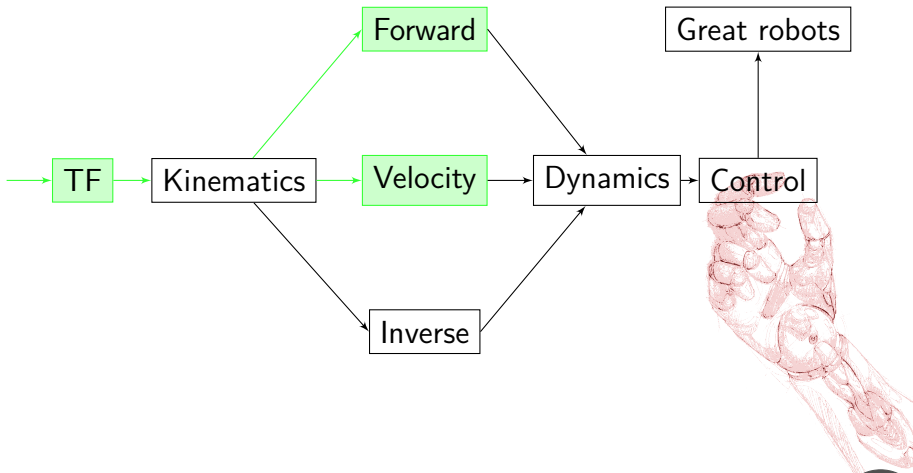 Forward
Great robots
TF
Kinematics
Velocity
Dynamics
Control
Inverse